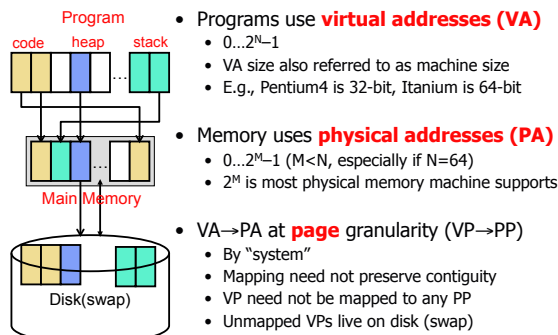 Program
code heap stack
...
...
Main Memory
Disk(swap)
• Programs use virtual addresses (VA)
• 0…2ᴺ–1
• VA size also referred to as machine size
• E.g., Pentium4 is 32-bit, Itanium is 64-bit
• Memory uses physical addresses (PA)
• 0…2ᴹ–1 (M<N, especially if N=64)
• 2ᴹ is most physical memory machine supports
• VA→PA at page granularity (VP→PP)
• By “system”
• Mapping need not preserve contiguity
• VP need not be mapped to any PP
• Unmapped VPs live on disk (swap)